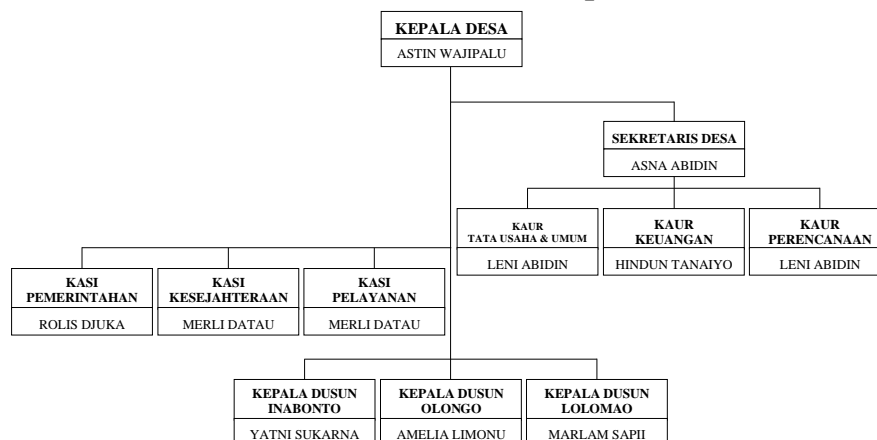 KEPALA DESA
ASTIN WAJIPALU
SEKRETARIS DESA
ASNA ABIDIN
KAUR
TATA USAHA & UMUM
LENI ABIDIN
KAUR
KEUANGAN
HINDUN TANAIYO
KAUR
PERENCANAAN
LENI ABIDIN
KASI
PEMERINTAHAN
ROLIS DJUKA
KASI
KESEJAHTERAAN
MERLI DATAU
KASI
PELAYANAN
MERLI DATAU
KEPALA DUSUN
INABONTO
YATNI SUKARNA
KEPALA DUSUN
OLONGO
AMELIA LIMONU
KEPALA DUSUN
LOLOMAO
MARLAM SAPII